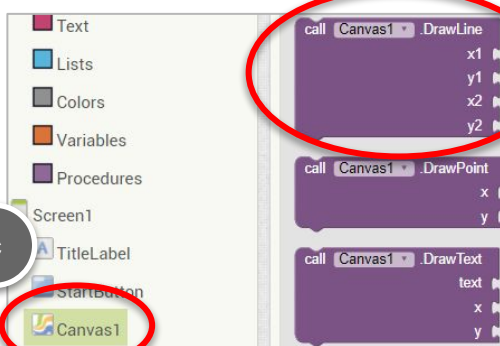 Text
Lists
Colors
Variables
Procedures
Screen1
A TitleLabel
StartButton
Canvas1
call Canvas1 .DrawLine
x1
y1
x2
y2
call Canvas1 .DrawPoint
x
y
call Canvas1 .DrawText
text
x
y